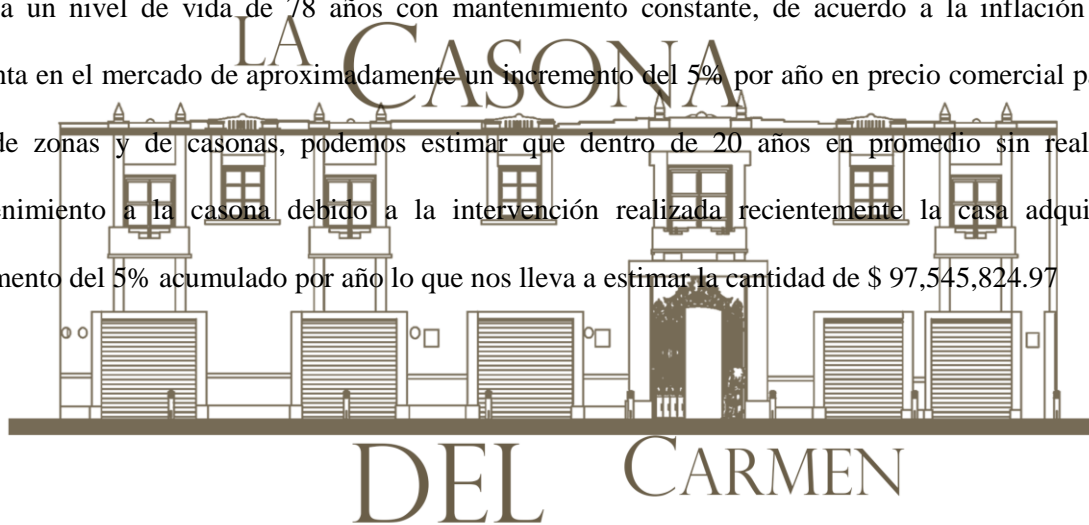 a un nivel de vida de 78 años con mantenimiento constante, de acuerdo a la inflación
LA CASONA
nta en el mercado de aproximadamente un incremento del 5% por año en precio comercial p
de zonas y de casonas, podemos estimar que dentro de 20 años en promedio sin real
enimiento a la casona debido a la intervención realizada recientemente la casa adqui
mento del 5% acumulado por año lo que nos lleva a estimar la cantidad de $ 97,545,824.97
DEL CARMEN